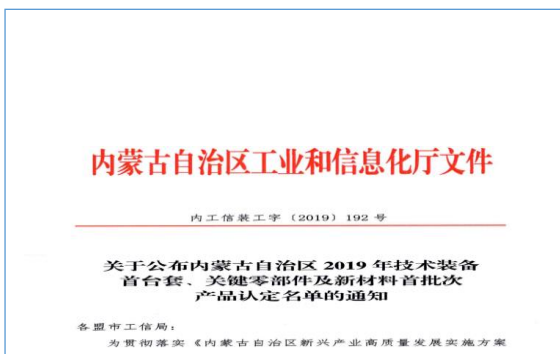 内蒙古自治区工业和信息化厅文件
内工信装工字〔2019〕192号
关于公布内蒙古自治区2019年技术装备
首台套、关键零部件及新材料首批次
产品认定名单的通知
各盟市工信局：
为贯彻落实《内蒙古自治区新兴产业高质量发展实施方案